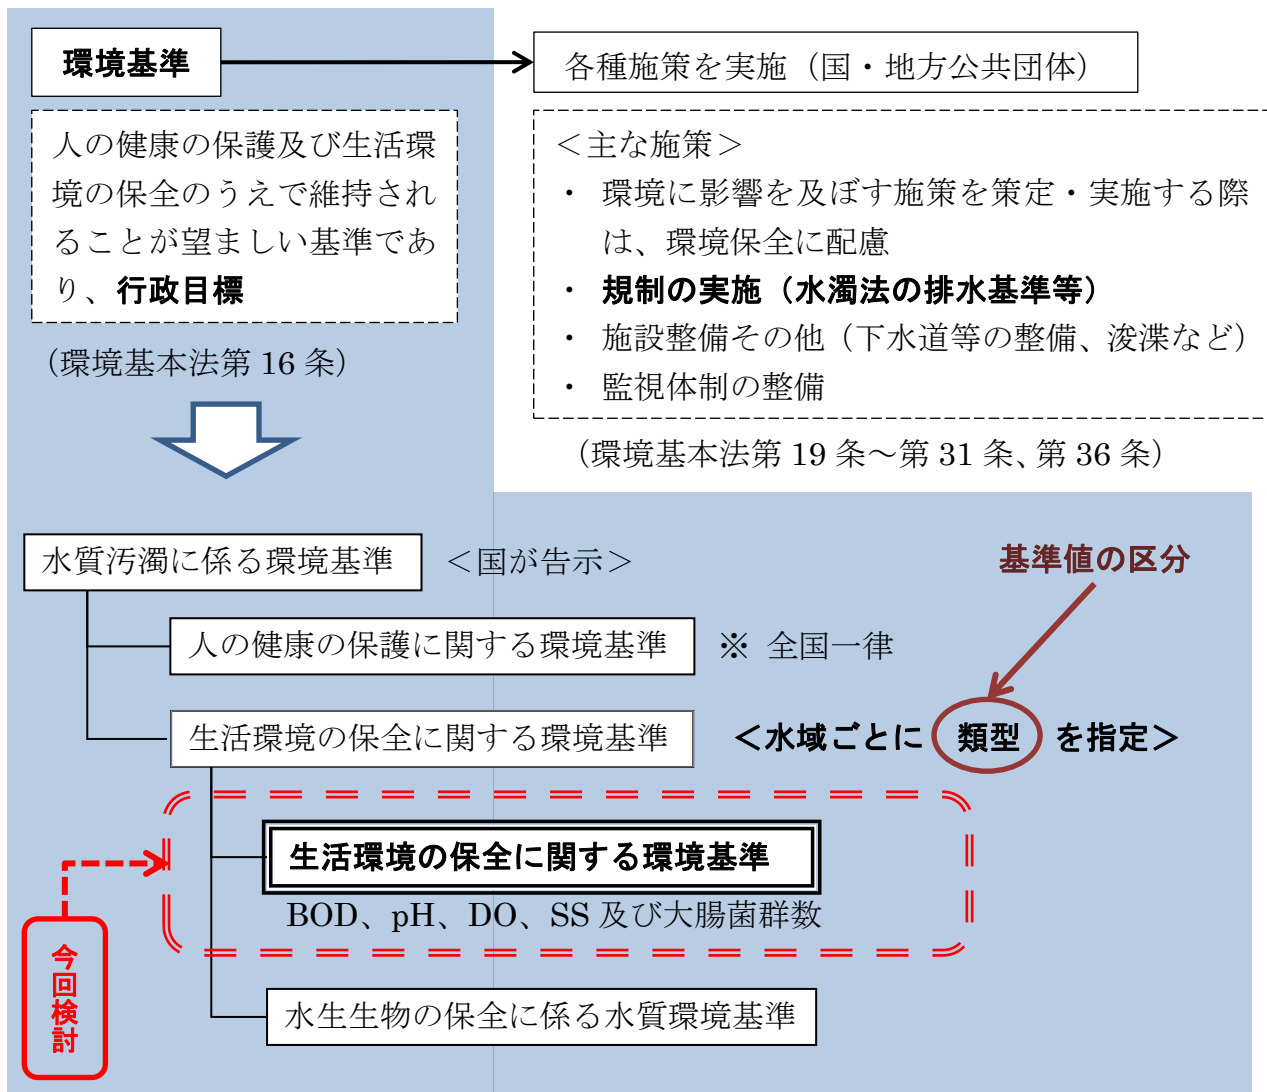 環境基準
各種施策を実施（国・地方公共団体）
人の健康の保護及び生活環
境の保全のうえで維持され
ることが望ましい基準であ
り、行政目標
（環境基本法第 16 条）
＜主な施策＞
・ 環境に影響を及ぼす施策を策定・実施する際
は、環境保全に配慮
・ 規制の実施（水濁法の排水基準等）
・ 施設整備その他（下水道等の整備、浚渫など）
・ 監視体制の整備
（環境基本法第 19 条～第 31 条、第 36 条）
水質汚濁に係る環境基準 ＜国が告示＞
基準値の区分
人の健康の保護に関する環境基準 ※ 全国一律
生活環境の保全に関する環境基準 ＜水域ごとに 類型 を指定＞
生活環境の保全に関する環境基準
BOD、pH、DO、SS 及び大腸菌群数
今回検討
水生生物の保全に係る水質環境基準